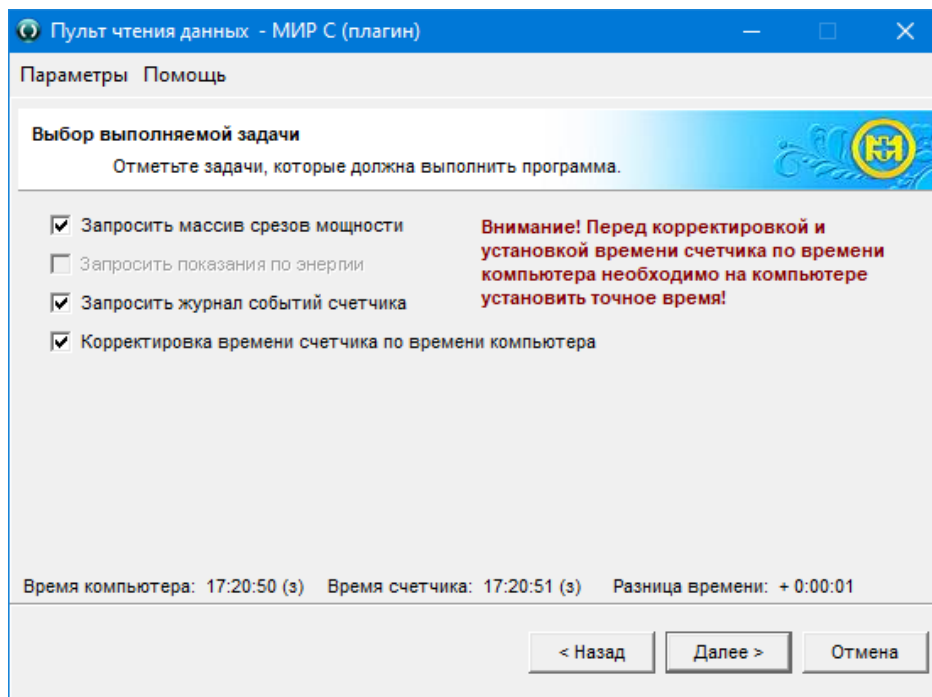 Пульт чтения данных - МИР С (плагин)
Параметры Помощь
Выбор выполняемой задачи
Отметьте задачи, которые должна выполнить программа.
Запросить массив срезов мощности
Запросить показания по энергии
Запросить журнал событий счетчика
Корректировка времени счетчика по времени компьютера
Внимание! Перед корректировкой и
установкой времени счетчика по времени
компьютера необходимо на компьютере
установить точное время!
Время компьютера: 17:20:50 (з) Время счетчика: 17:20:51 (з) Разница времени: + 0:00:01
< Назад Далее > Отмена